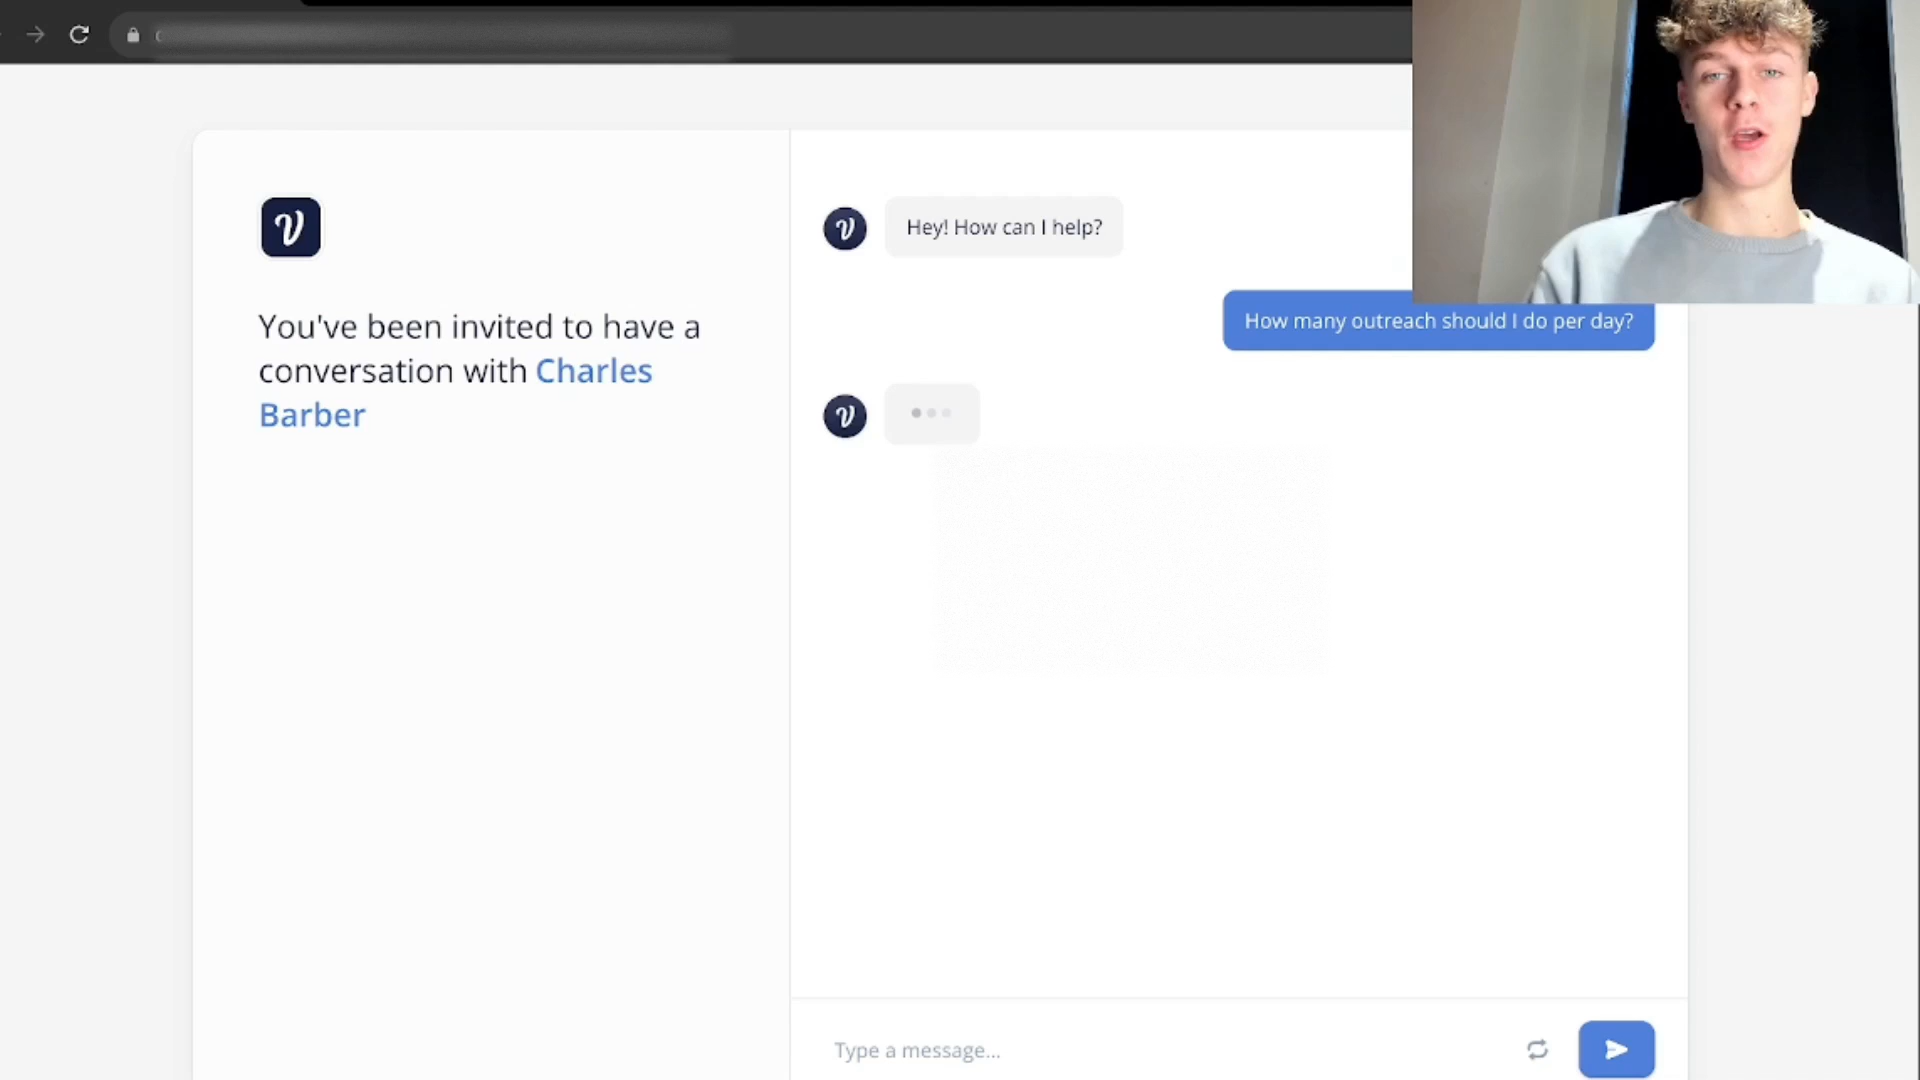 You've been invited to have a
conversation with Charles
Barber
Hey! How can I help?
How many outreach should I do per day?
Type a message...